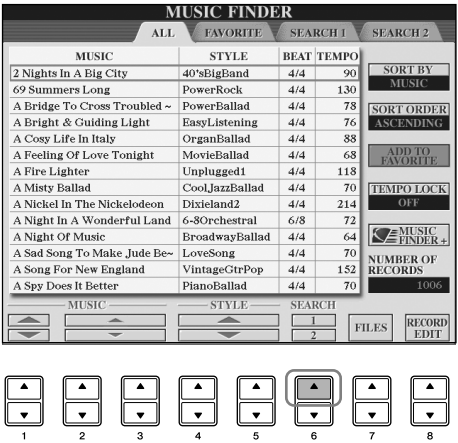 MUSIC FINDER
ALL FAVORITE SEARCH 1 SEARCH 2
MUSIC STYLE BEAT TEMPO
2 Nights In A Big City 40'sBigBand 4/4 90
69 Summers Long PowerRock 4/4 130
A Bridge To Cross Troubled ~ PowerBallad 4/4 78
A Bright & Guiding Light EasyListening 4/4 76
A Cosy Life In Italy OrganBallad 4/4 88
A Feeling Of Love Tonight MovieBallad 4/4 68
A Fire Lighter Unplugged1 4/4 118
A Misty Ballad CoolJazzBallad 4/4 70
A Nickel In The Nickelodeon Dixieland2 4/4 214
A Night In A Wonderful Land 6-8Orchestral 6/8 72
A Night Of Music BroadwayBallad 4/4 64
A Sad Song To Make Jude Be~ LoveSong 4/4 70
A Song For New England VintageGtrPop 4/4 152
A Spy Does It Better PianoBallad 4/4 70
SORT BY
MUSIC
SORT ORDER
ASCENDING
ADD TO
FAVORITE
TEMPO LOCK
OFF
MUSIC
FINDER+
NUMBER OF
RECORDS
1006
MUSIC STYLE SEARCH
1
2
FILES
RECORD
EDIT
1 2 3 4 5 6 7 8